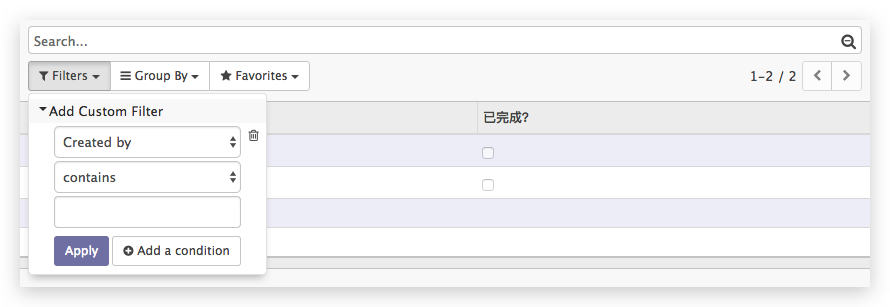 Search...
Filters Group By Favorites 1-2 / 2
Add Custom Filter 已完成?
Created by
contains
Apply Add a condition